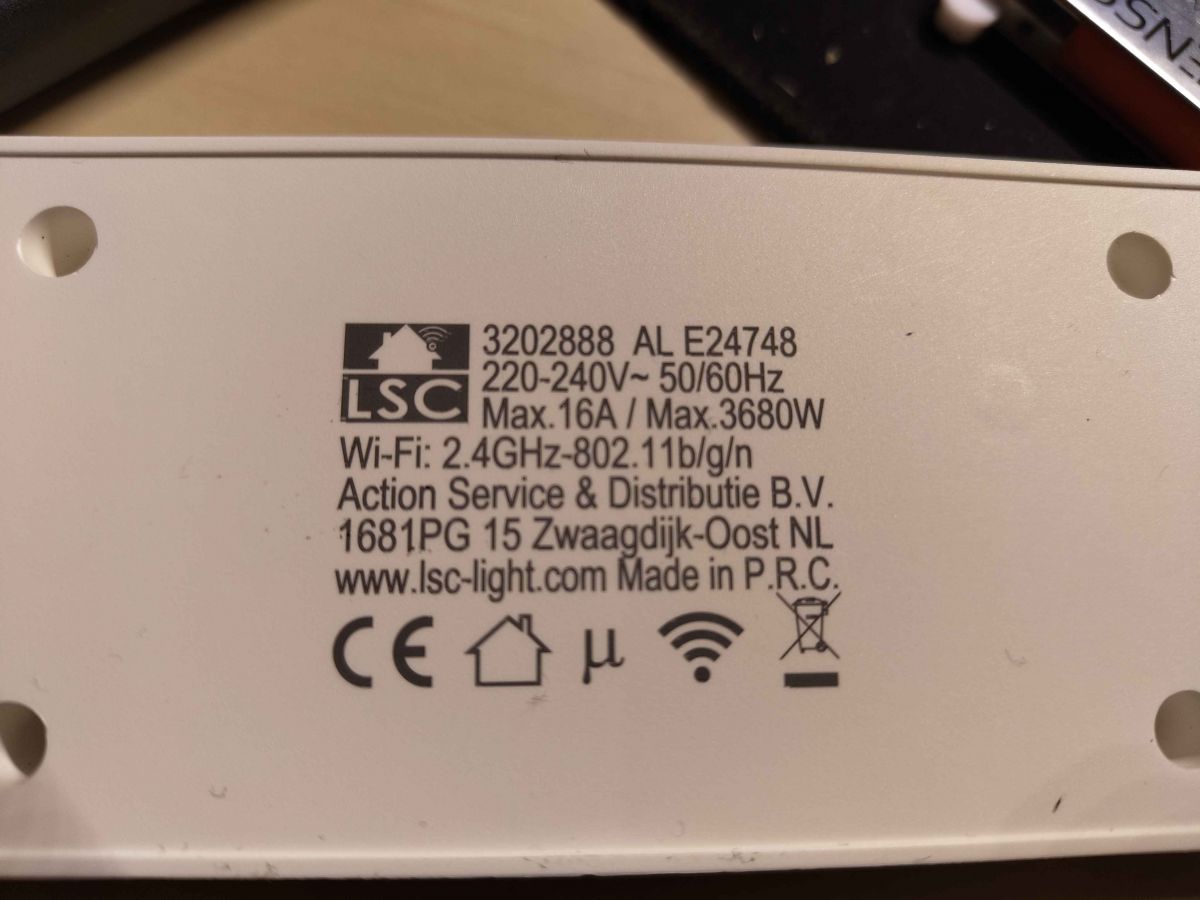 ENSS
LSC
3202888 AL E24748
220-240V~ 50/60Hz
Max.16A / Max.3680W
Wi-Fi: 2.4GHz-802.11b/g/n
Action Service & Distributie B.V.
1681PG 15 Zwaagdijk-Oost NL
www.lsc-light.com Made in P.R.C.
CE μ